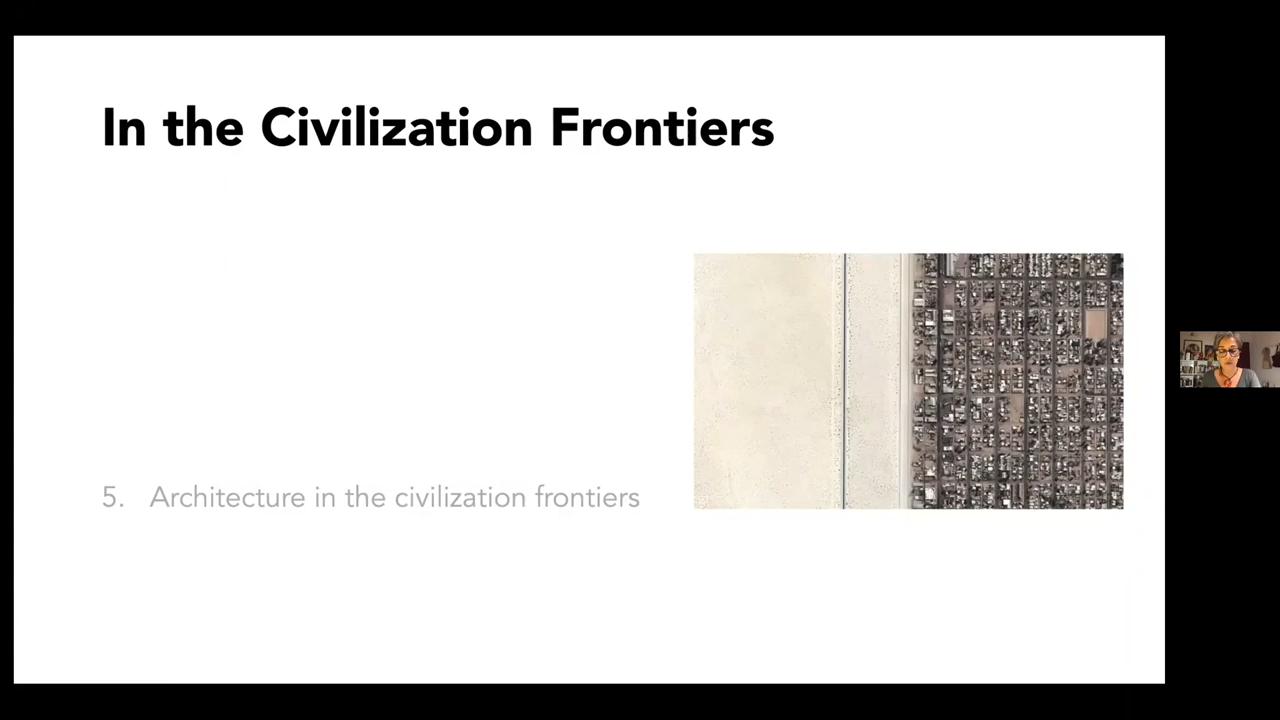 In the Civilization Frontiers
5. Architecture in the civilization frontiers